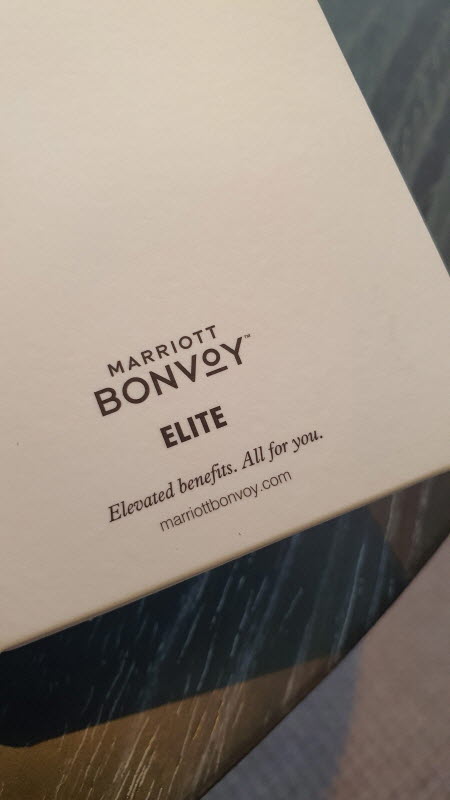 MARRIOTT
BONVOY™
ELITE
Elevated benefits. All for you.
marriottbonvoy.com